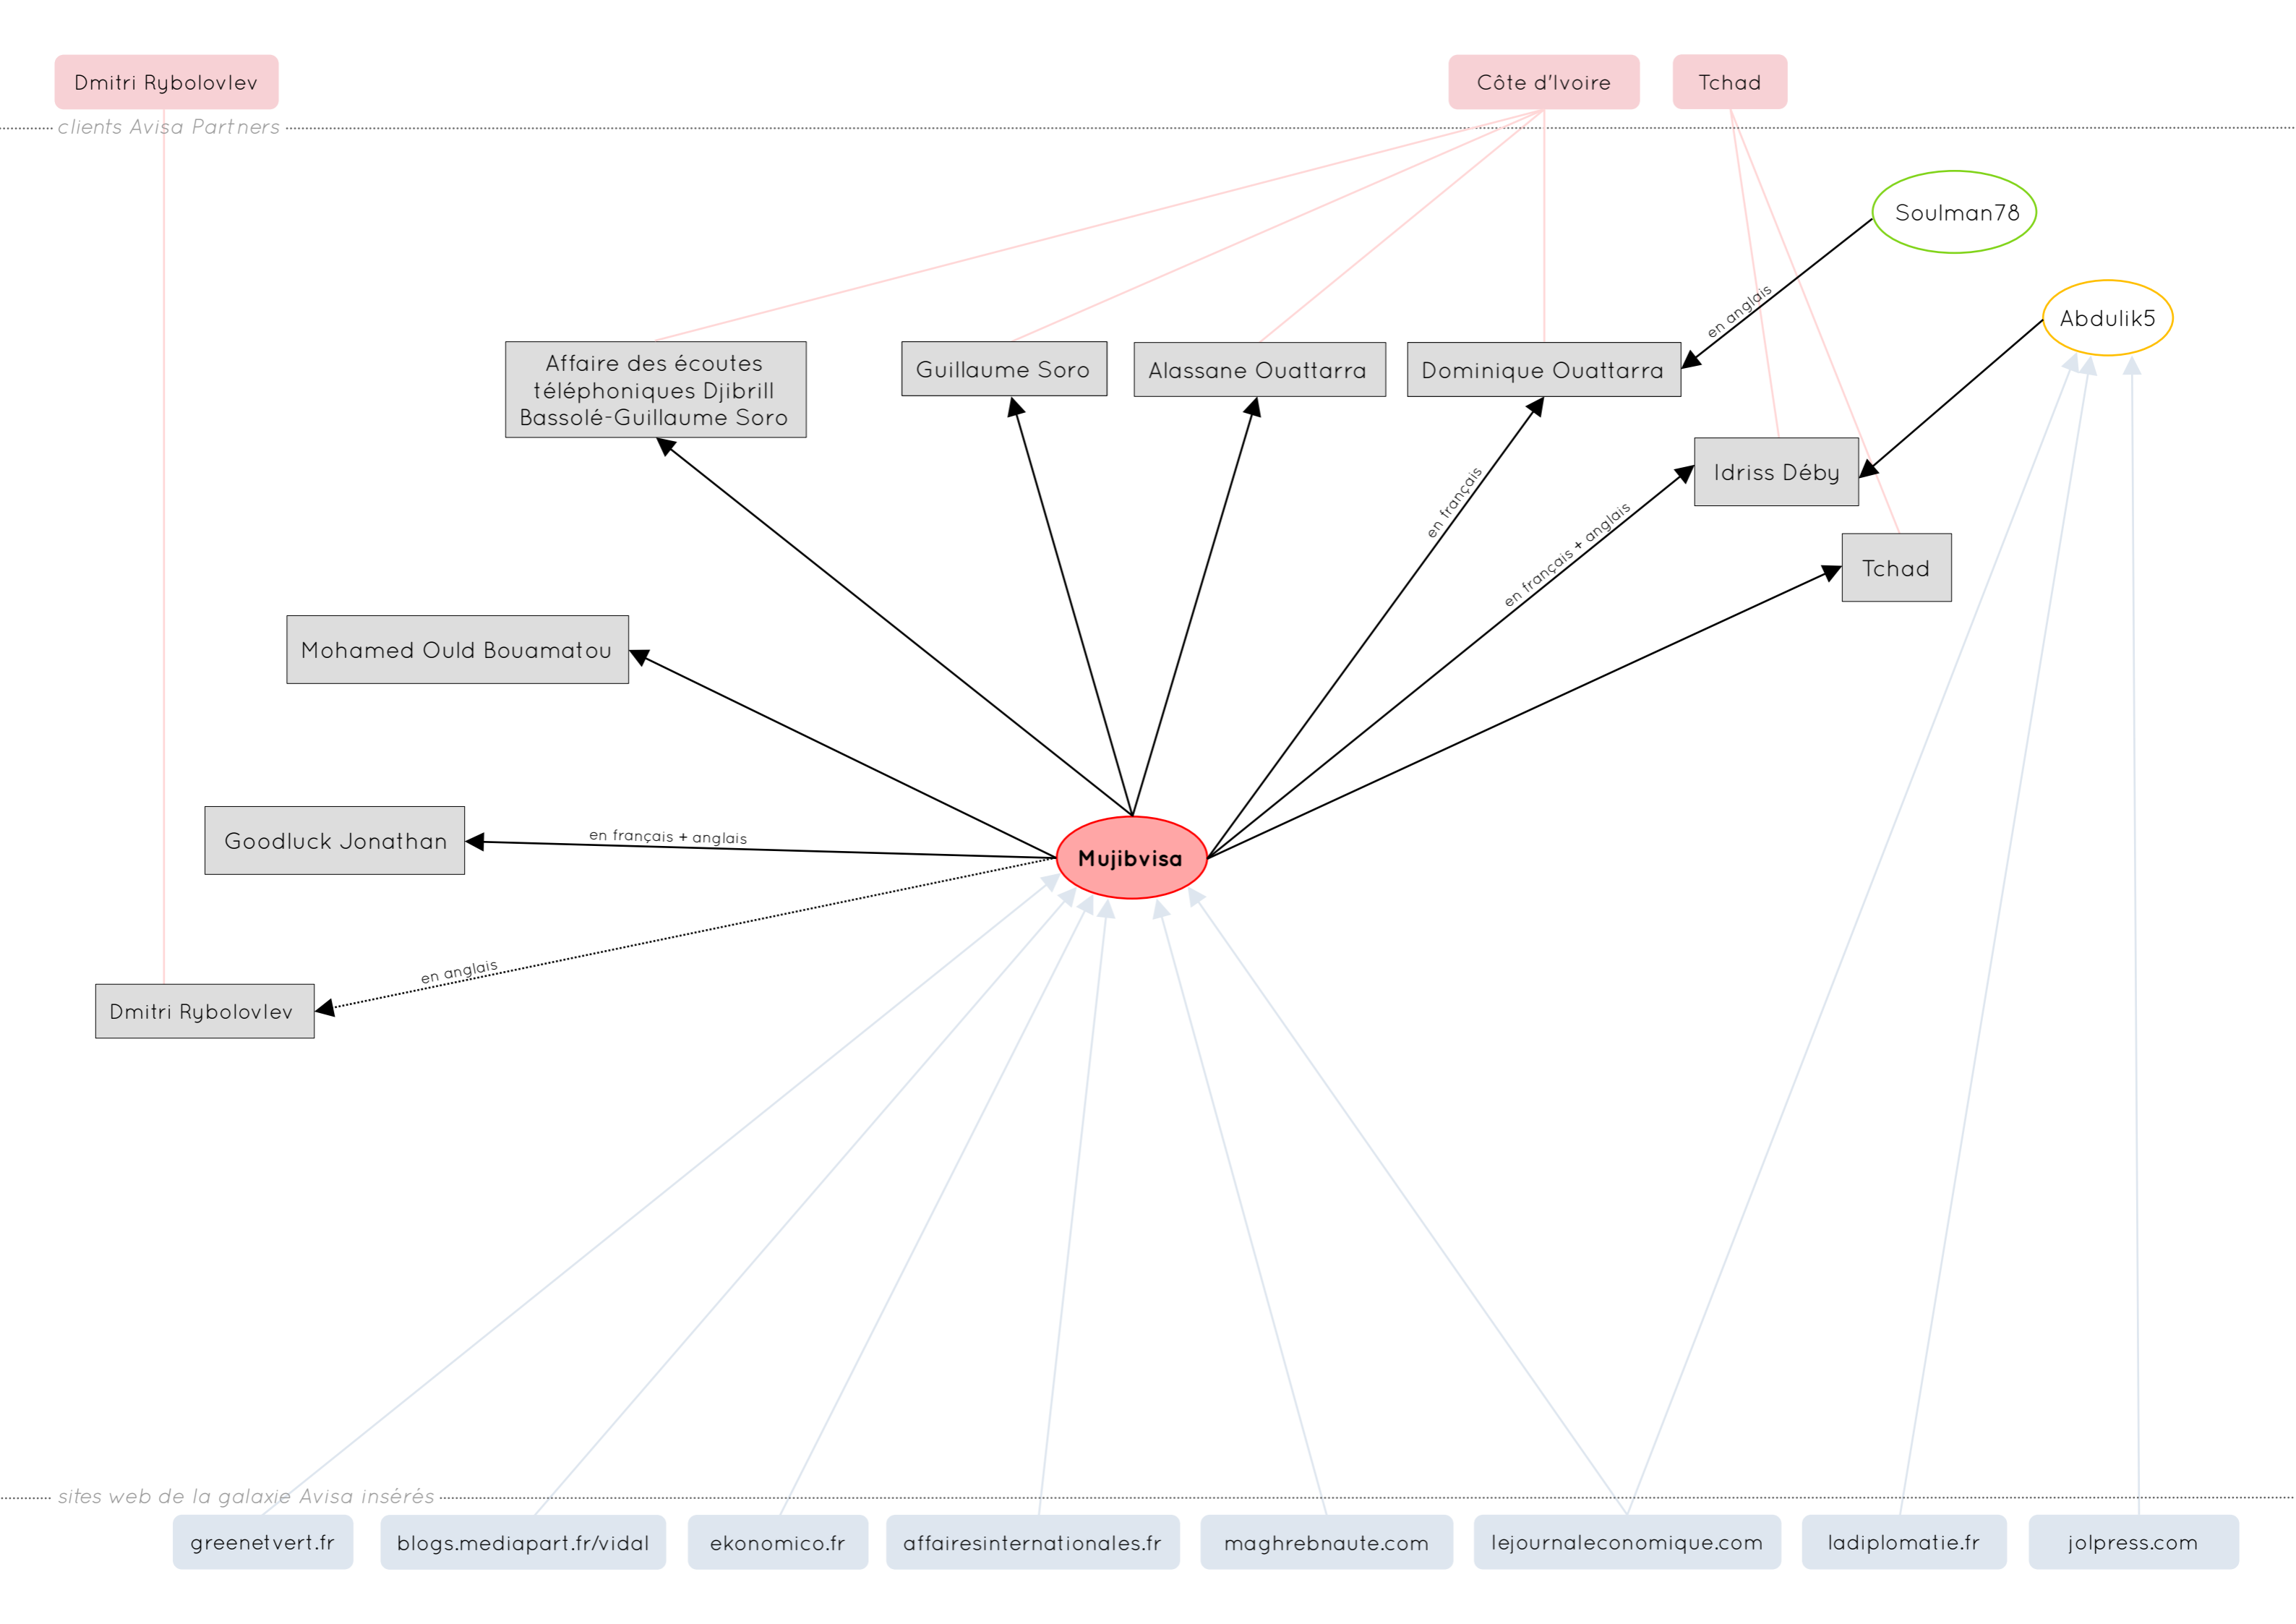 Dmitri Rybolovlev
Côte d'Ivoire
Tchad
clients Avisa Partners
Soulman78
en anglais
Abdulik5
Affaire des écoutes
téléphoniques Djibrill
Bassolé-Guillaume Soro
Guillaume Soro
Alassane Ouattarra
Dominique Ouattarra
Idriss Déby
en français
en français + anglais
Tchad
Mohamed Ould Bouamatou
Goodluck Jonathan
en français + anglais
Mujibvisa
en anglais
Dmitri Rybolovlev
sites web de la galaxie Avisa insérés
greenetvert.fr
blogs.mediapart.fr/vidal
ekonomico.fr
affairesinternationales.fr
maghrebnaute.com
lejournaleconomique.com
ladiplomatie.fr
jolpress.com